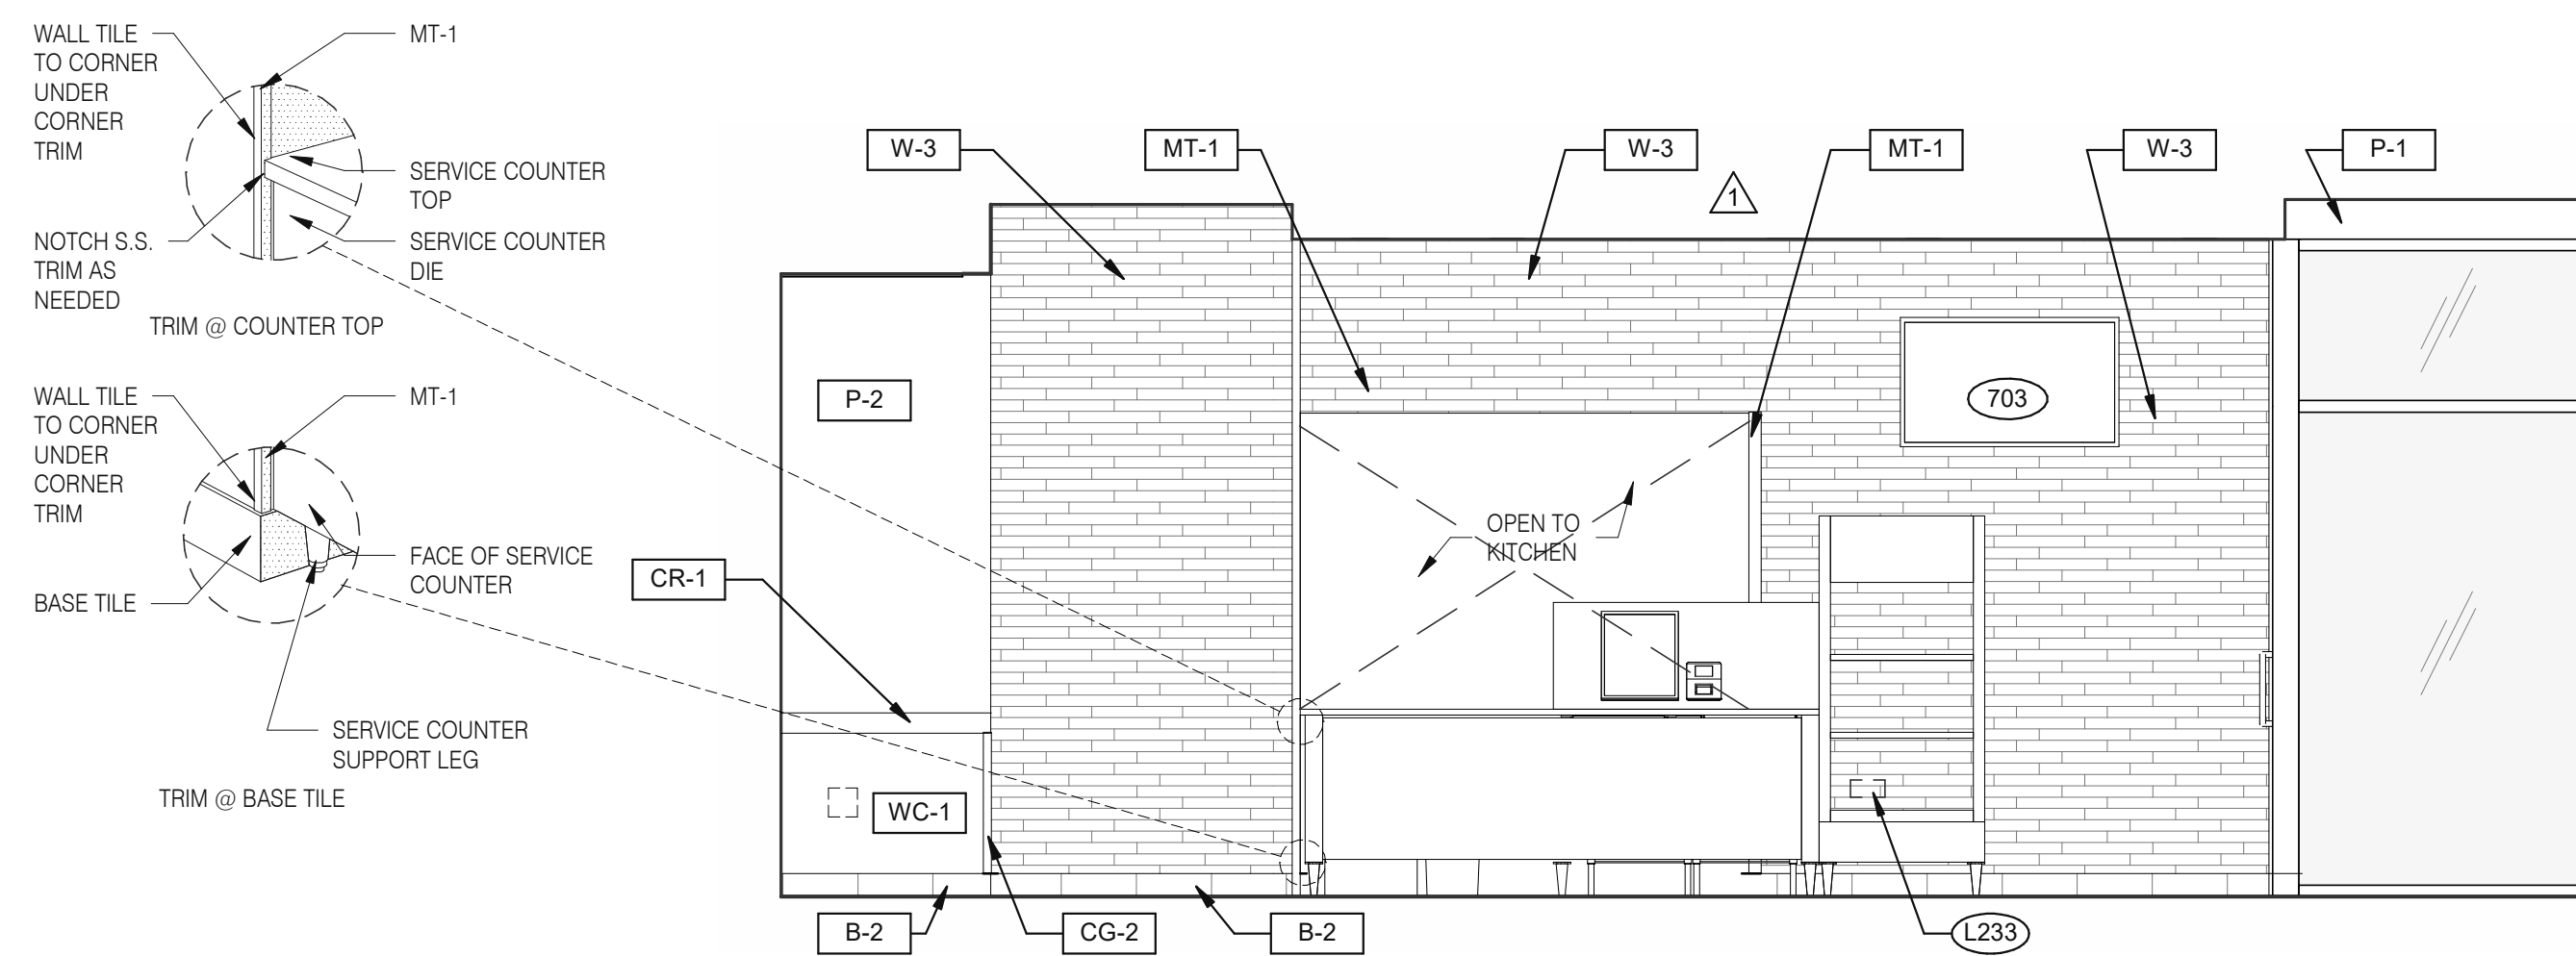 WALL TILE
TO CORNER
UNDER
CORNER
TRIM
MT-1
SERVICE COUNTER
TOP
NOTCH S.S.
TRIM AS
NEEDED
SERVICE COUNTER
DIE
TRIM @ COUNTER TOP
WALL TILE
TO CORNER
UNDER
CORNER
TRIM
MT-1
FACE OF SERVICE
COUNTER
BASE TILE
SERVICE COUNTER
SUPPORT LEG
TRIM @ BASE TILE
W-3
MT-1
W-3
MT-1
W-3
P-1
1
P-2
703
OPEN TO
KITCHEN
CR-1
WC-1
B-2
CG-2
B-2
L233